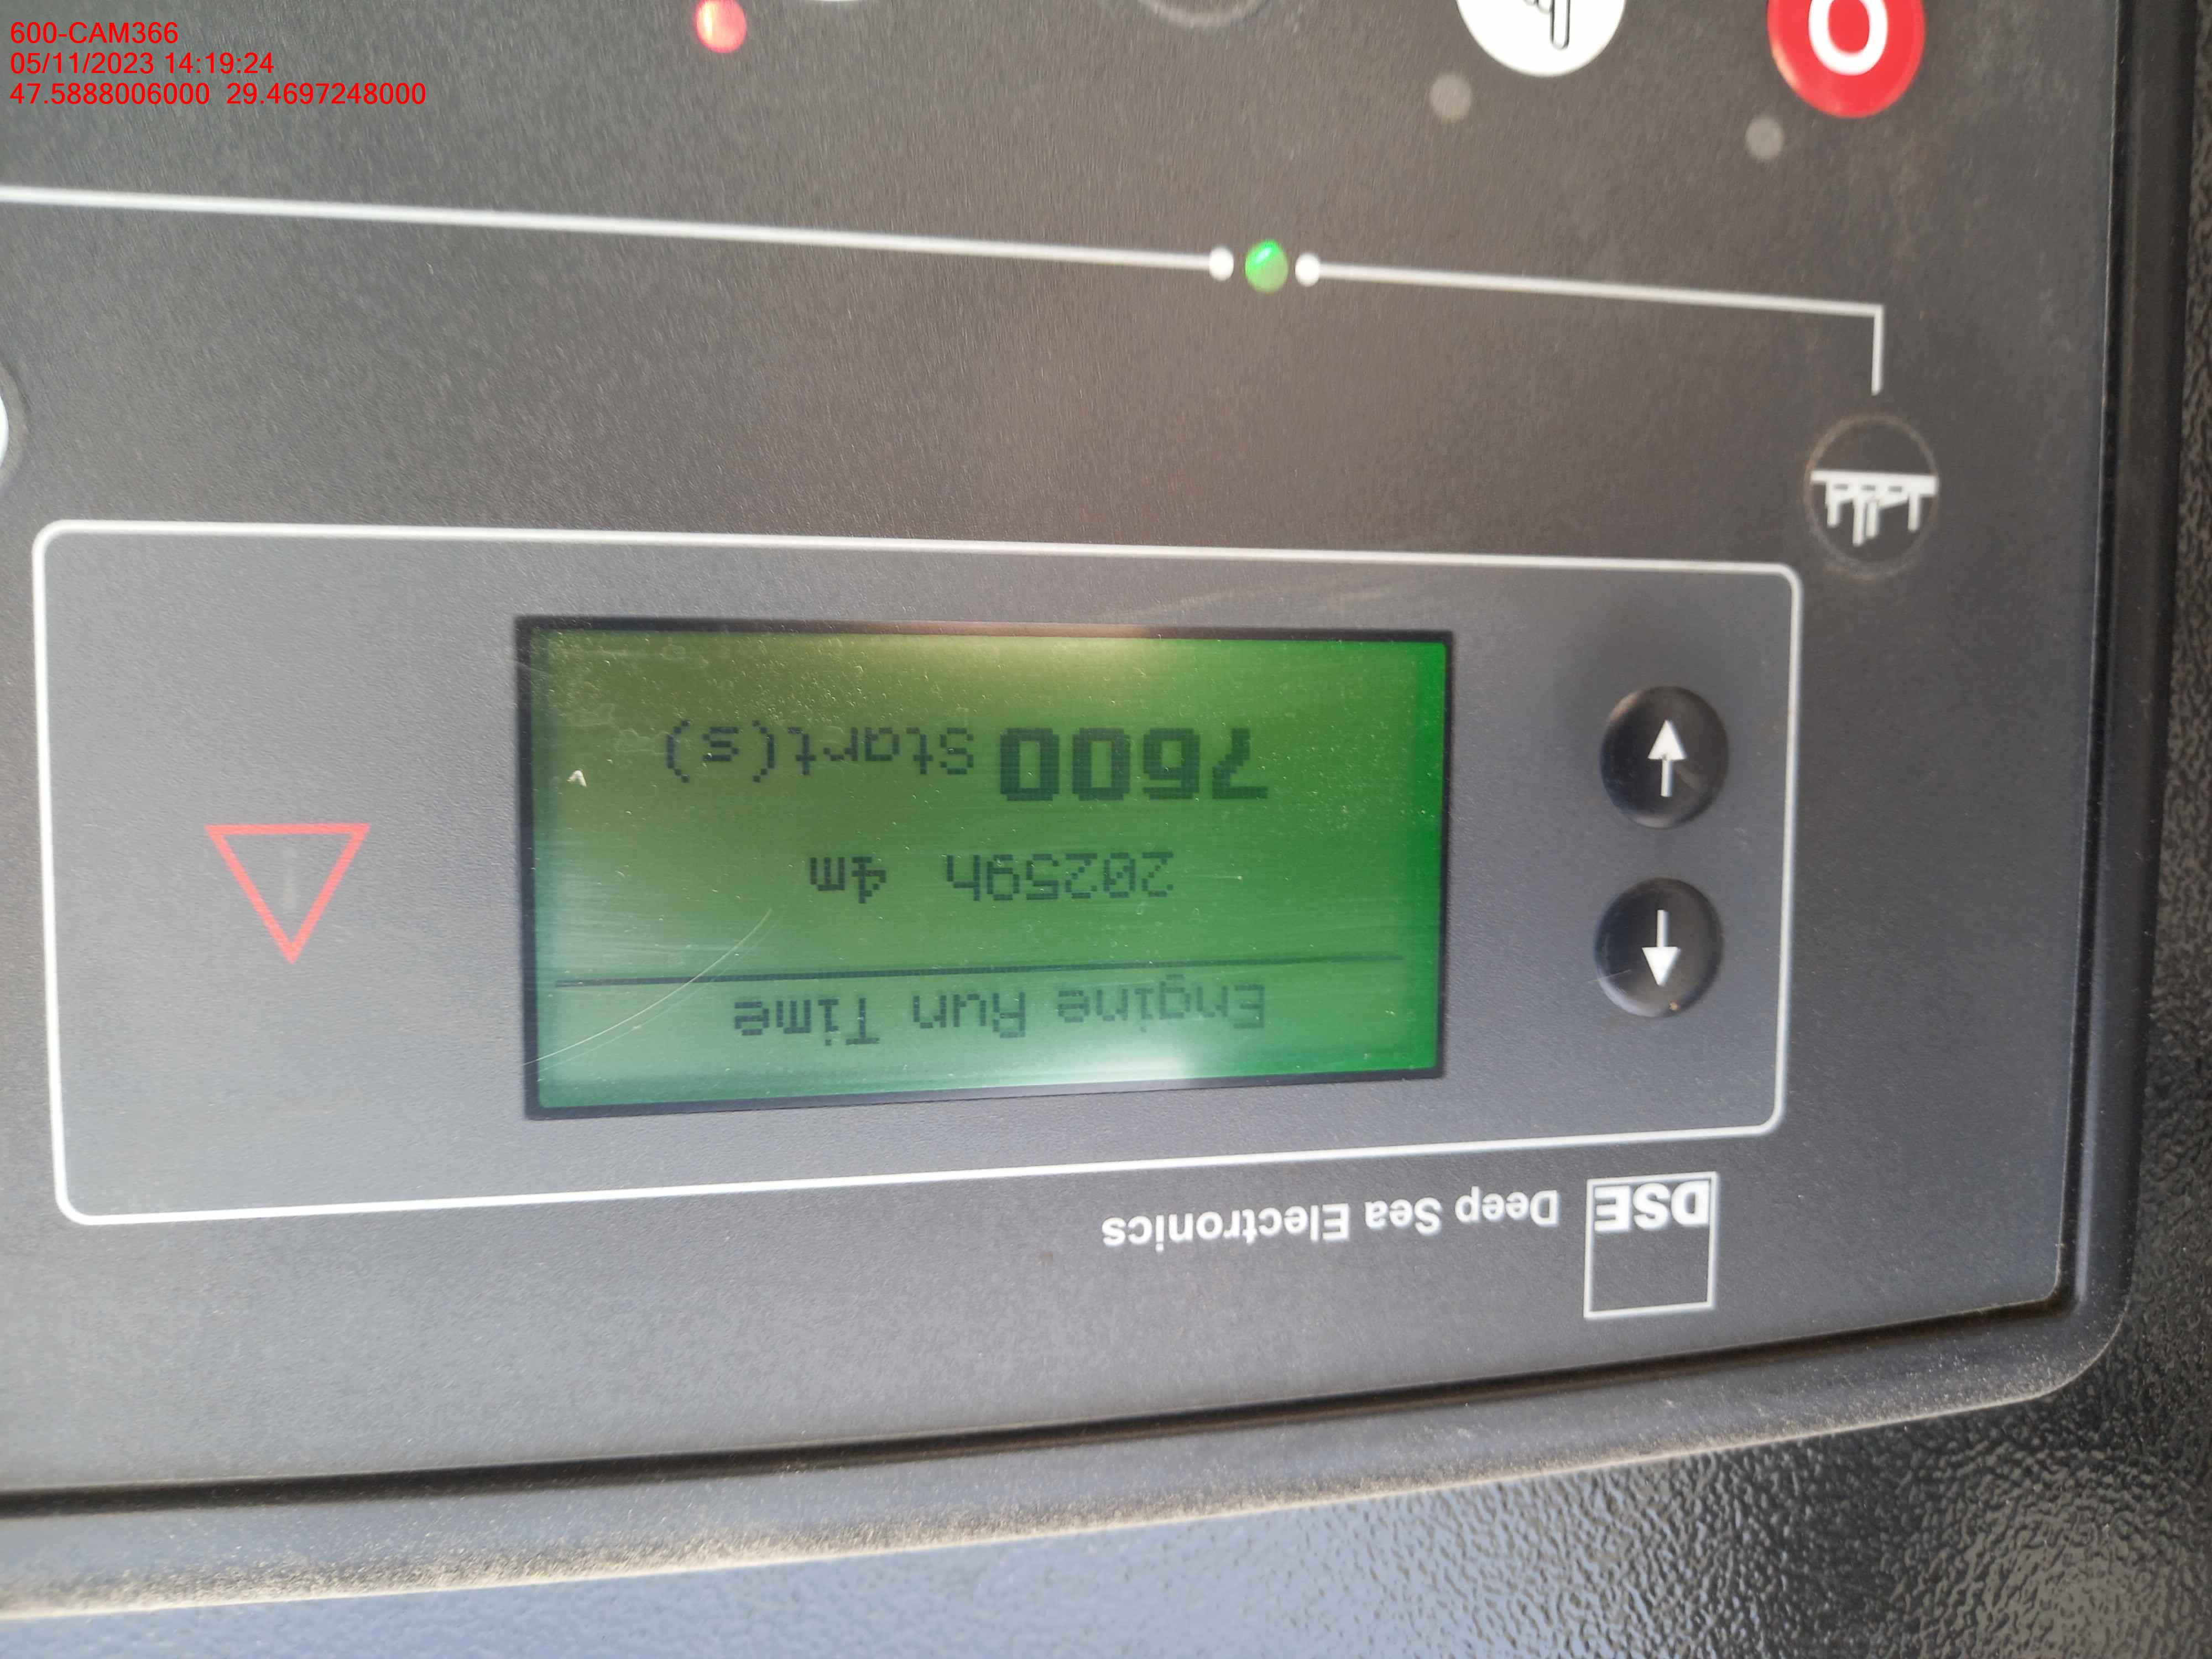 600-CAM366
05/11/2023 14:19:24
47.5888006000 29.4697248000
DSE Deep Sea Electronics
Engine Run Time
20259h 4m
7600 Start(s)